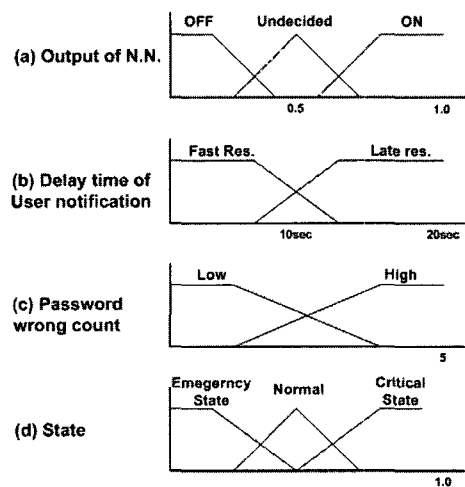 OFF Undecided ON
(a) Output of N.N.
0.5 1.0
Fast Res. Late res.
(b) Delay time of
User notification
10sec 20sec
Low High
(c) Password
wrong count
5
Emegerncy Normal Critical
State State
(d) State
1.0